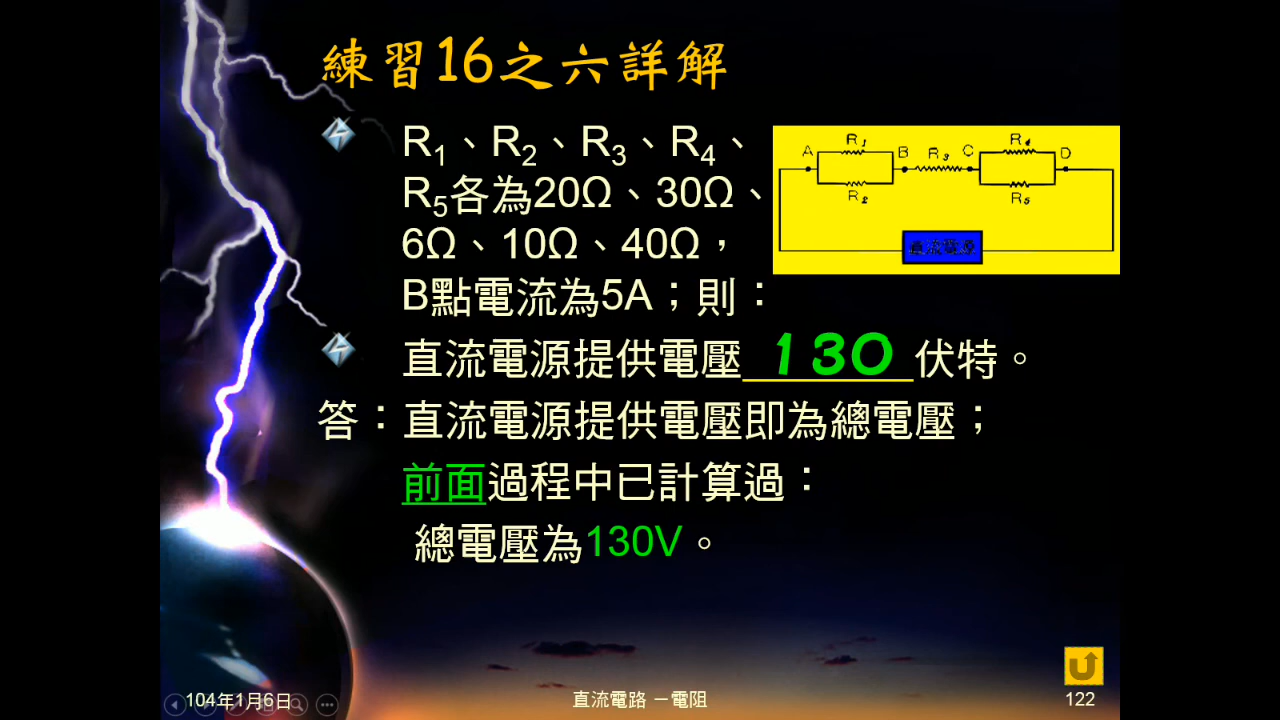 練習16之六詳解
R1、R2、R3、R4、
R5各為20Ω、30Ω、
6Ω、10Ω、40Ω，
B點電流為5A；則：
A R1 B R3 C R4 D
R2 R5
直流電源
直流電源提供電壓 130 伏特。
答：直流電源提供電壓即為總電壓；
前面過程中已計算過：
總電壓為130V。
104年1月6日 直流電路 －電阻 122